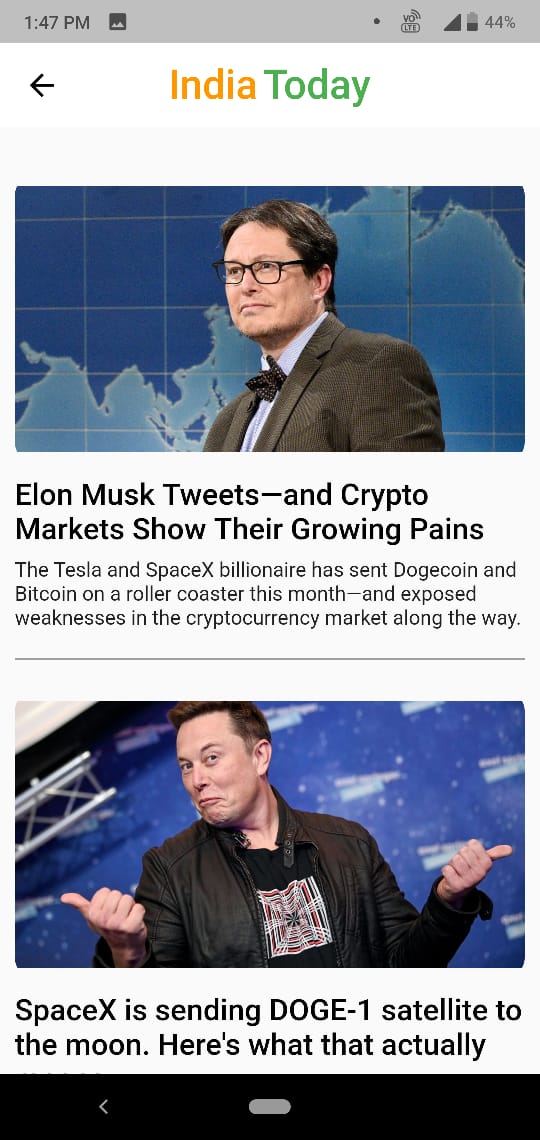 1:47 PM VO LTE 44%
India Today
Elon Musk Tweets—and Crypto
Markets Show Their Growing Pains
The Tesla and SpaceX billionaire has sent Dogecoin and
Bitcoin on a roller coaster this month—and exposed
weaknesses in the cryptocurrency market along the way.
SpaceX is sending DOGE-1 satellite to
the moon. Here's what that actually